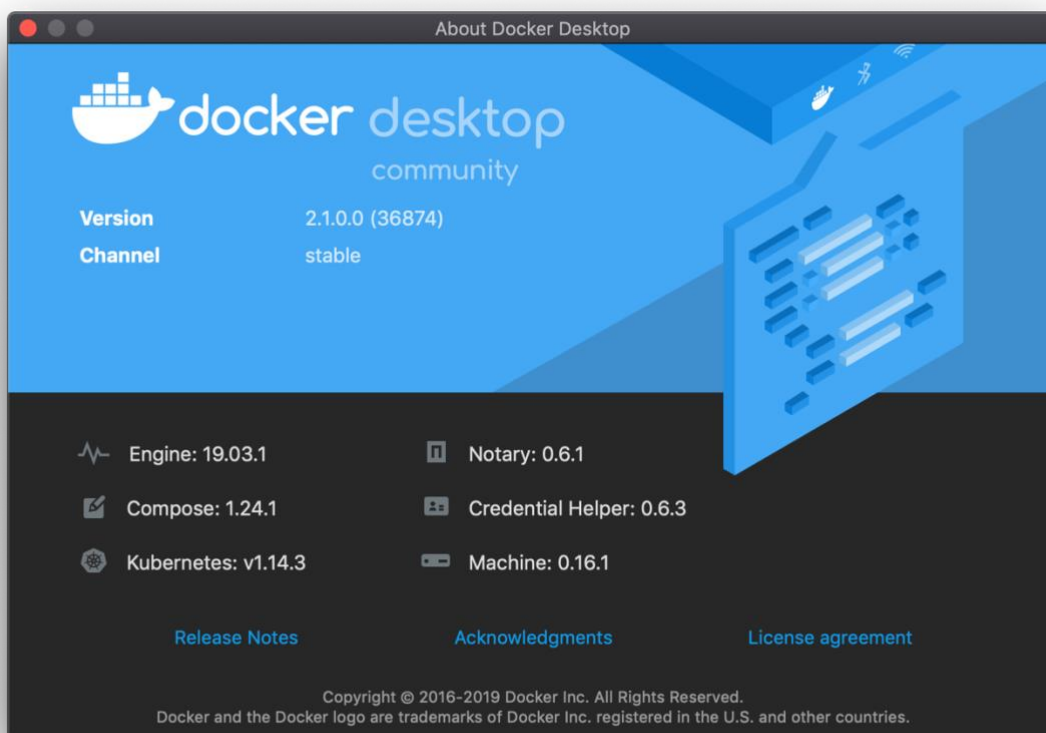 About Docker Desktop
docker desktop
community
Version 2.1.0.0 (36874)
Channel stable
Engine: 19.03.1 Notary: 0.6.1
Compose: 1.24.1 Credential Helper: 0.6.3
Kubernetes: v1.14.3 Machine: 0.16.1
Release Notes Acknowledgments License agreement
Copyright © 2016-2019 Docker Inc. All Rights Reserved.
Docker and the Docker logo are trademarks of Docker Inc. registered in the U.S. and other countries.